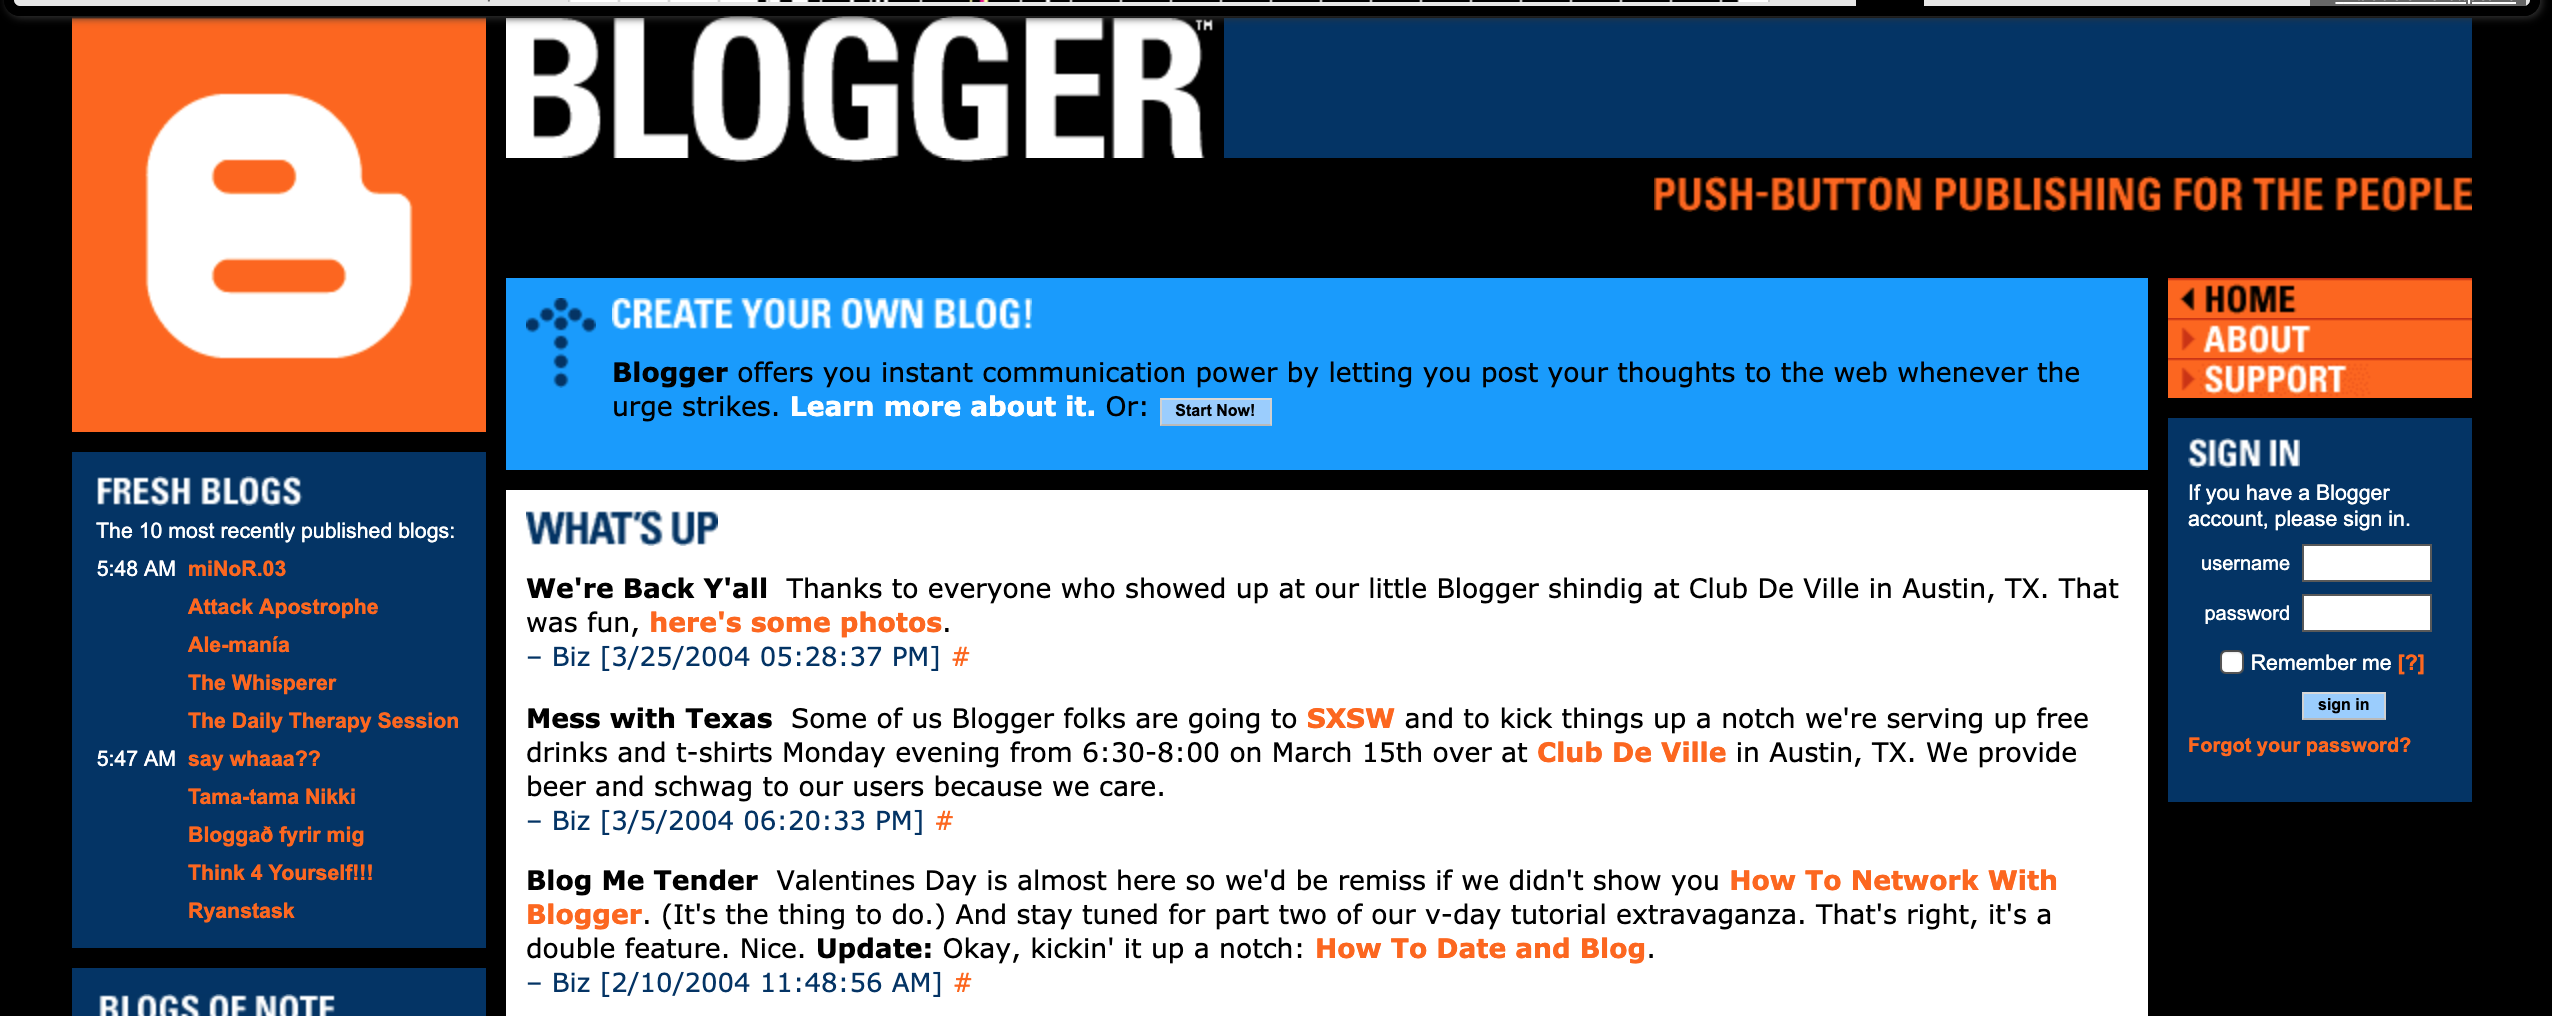 BLOGGER™
PUSH-BUTTON PUBLISHING FOR THE PEOPLE
FRESH BLOGS
The 10 most recently published blogs:
5:48 AM miNoR.03
Attack Apostrophe
Ale-manía
The Whisperer
The Daily Therapy Session
5:47 AM say whaaa??
Tama-tama Nikki
Bloggað fyrir mig
Think 4 Yourself!!!
Ryanstask
BLOGS OF NOTE
CREATE YOUR OWN BLOG!
Blogger offers you instant communication power by letting you post your thoughts to the web whenever the
urge strikes. Learn more about it. Or: Start Now!
WHAT'S UP
We're Back Y'all Thanks to everyone who showed up at our little Blogger shindig at Club De Ville in Austin, TX. That
was fun, here's some photos.
– Biz [3/25/2004 05:28:37 PM] #
Mess with Texas Some of us Blogger folks are going to SXSW and to kick things up a notch we're serving up free
drinks and t-shirts Monday evening from 6:30-8:00 on March 15th over at Club De Ville in Austin, TX. We provide
beer and schwag to our users because we care.
– Biz [3/5/2004 06:20:33 PM] #
Blog Me Tender Valentines Day is almost here so we'd be remiss if we didn't show you How To Network With
Blogger. (It's the thing to do.) And stay tuned for part two of our v-day tutorial extravaganza. That's right, it's a
double feature. Nice. Update: Okay, kickin' it up a notch: How To Date and Blog.
– Biz [2/10/2004 11:48:56 AM] #
HOME
ABOUT
SUPPORT
SIGN IN
If you have a Blogger
account, please sign in.
username
password
Remember me [?]
sign in
Forgot your password?